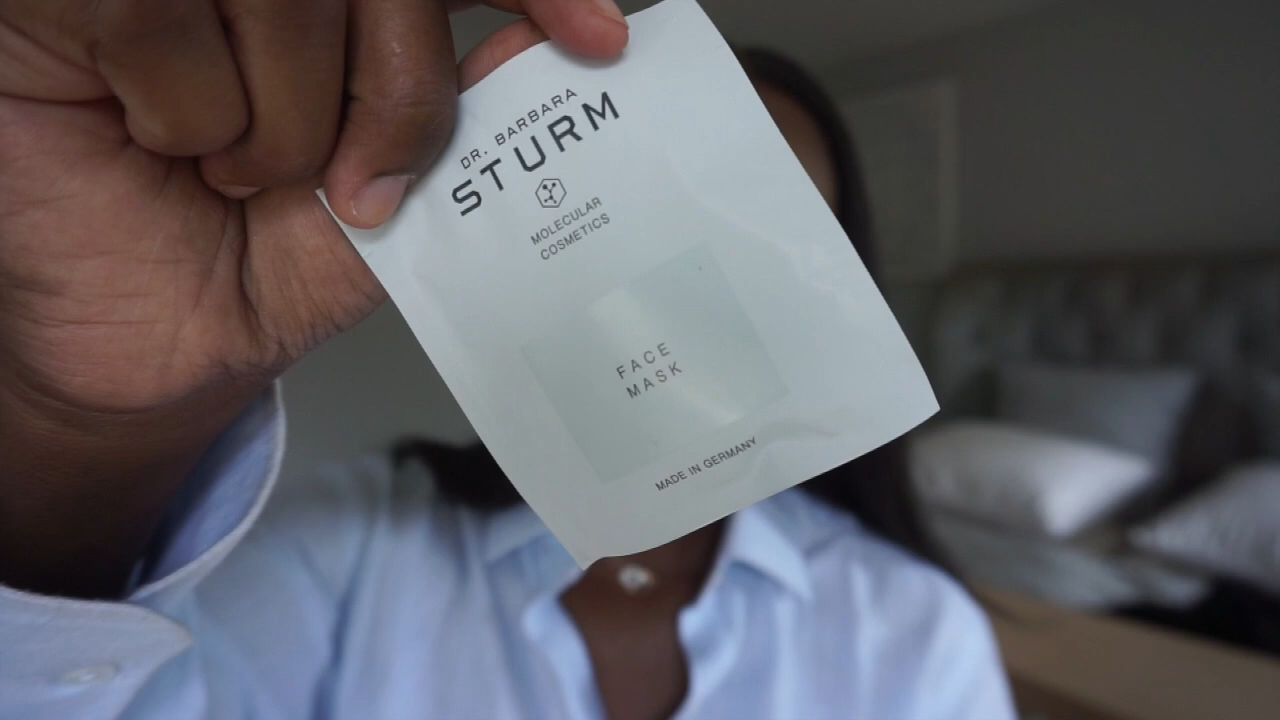 DR. BARBARA
STURM
MOLECULAR
COSMETICS
FACE
MASK
MADE IN GERMANY